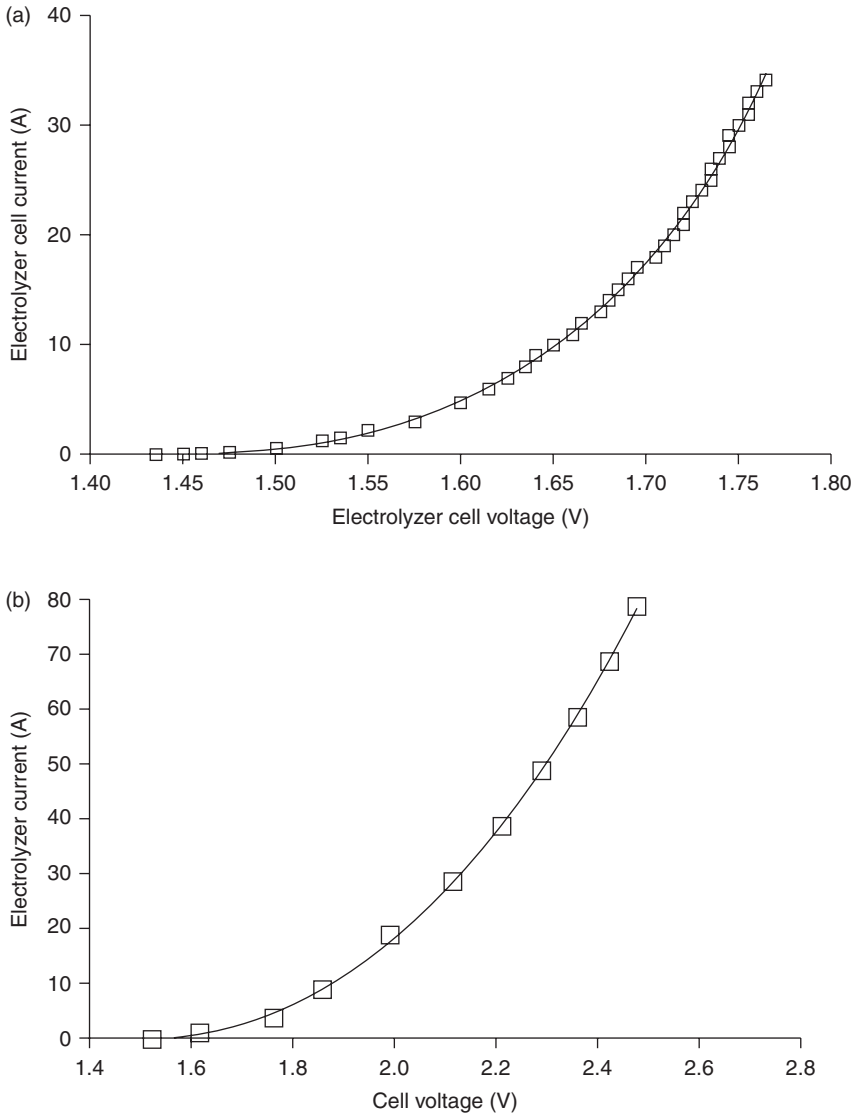 (a)
40
30
20
10
0
Electrolyzer cell current (A)
1.40 1.45 1.50 1.55 1.60 1.65 1.70 1.75 1.80
Electrolyzer cell voltage (V)
(b)
80
70
60
50
40
30
20
10
0
Electrolyzer current (A)
1.4 1.6 1.8 2.0 2.2 2.4 2.6 2.8
Cell voltage (V)